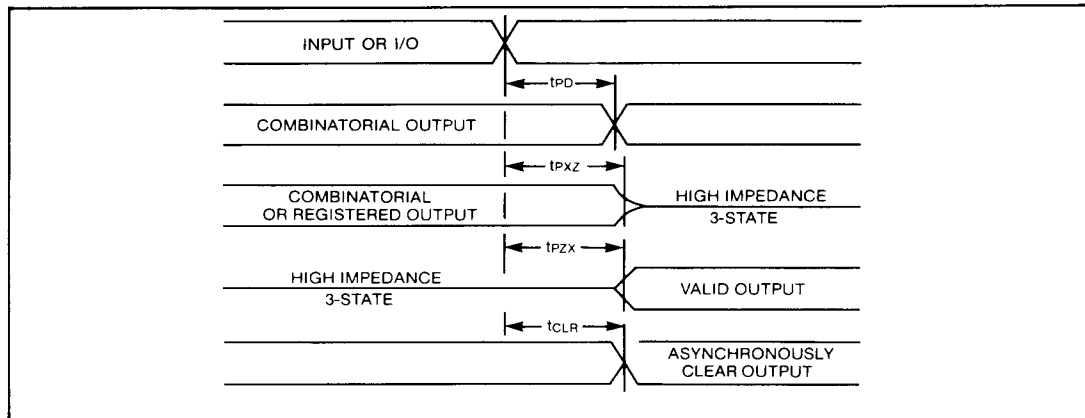 INPUT OR I/O
tPD
COMBINATORIAL OUTPUT
tPXZ
COMBINATORIAL
OR REGISTERED OUTPUT
HIGH IMPEDANCE
3-STATE
tPZX
HIGH IMPEDANCE
3-STATE
VALID OUTPUT
tCLR
ASYNCHRONOUSLY
CLEAR OUTPUT